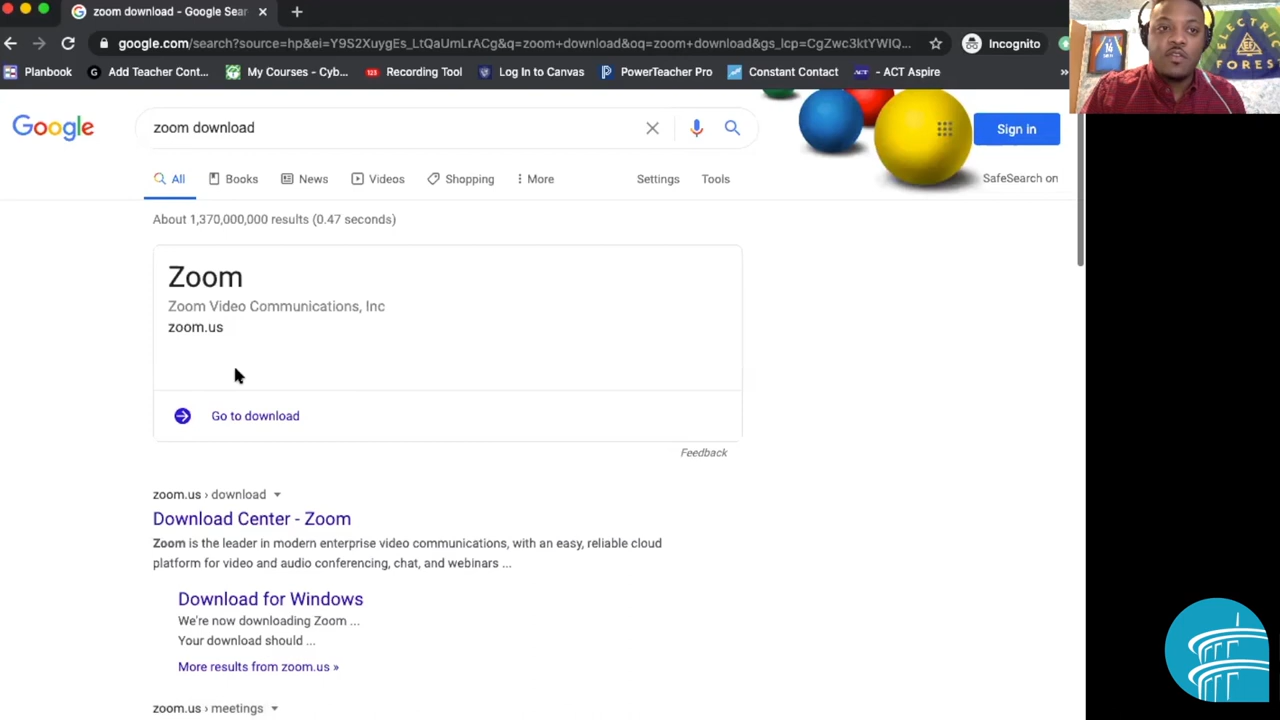 zoom download - Google Sear
google.com/search?source=hp&ei=Y9S2XuygEs_LtQaUmLrACg&q=zoom+download&oq=zoom+download&gs_lcp=CgZwc3ktYWIQ...
Incognito
Planbook
Add Teacher Cont...
My Courses - Cyb...
Recording Tool
Log In to Canvas
PowerTeacher Pro
Constant Contact
- ACT Aspire
»
ELECTRIC
EF
FOREST
Google
zoom download
Sign in
All
Books
News
Videos
Shopping
More
Settings
Tools
SafeSearch on
About 1,370,000,000 results (0.47 seconds)
Zoom
Zoom Video Communications, Inc
zoom.us
Go to download
Feedback
zoom.us › download
Download Center - Zoom
Zoom is the leader in modern enterprise video communications, with an easy, reliable cloud
platform for video and audio conferencing, chat, and webinars ...
Download for Windows
We're now downloading Zoom ...
Your download should ...
More results from zoom.us »
zoom.us › meetings